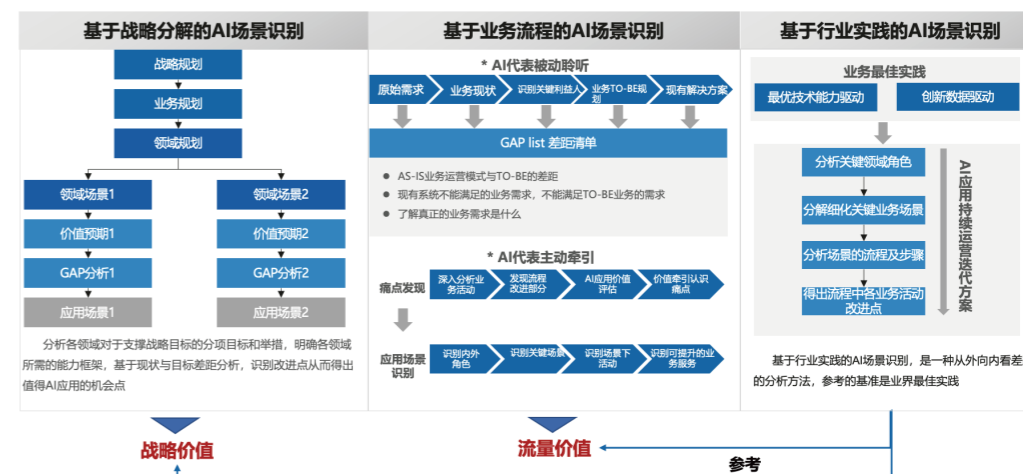 基于战略分解的AI场景识别
战略规划
业务规划
领域规划
领域场景1
领域场景2
价值预期1
价值预期2
GAP分析1
GAP分析2
应用场景1
应用场景2
分析各领域对于支撑战略目标的分项目标和举措，明确各领域
所需的能力框架，基于现状与目标差距分析，识别改进点从而得出
值得AI应用的机会点
战略价值
基于业务流程的AI场景识别
* AI代表被动聆听
原始需求
业务现状
识别关键利益人
业务TO-BE规
划
现有解决方案
GAP list 差距清单
● AS-IS业务运营模式与TO-BE的差距
● 现有系统不能满足的业务需求，不能满足TO-BE业务的需求
● 了解真正的业务需求是什么
* AI代表主动牵引
痛点发现
深入分析业
务活动
发现流程
改进部分
AI应用价值
评估
价值牵引认识
痛点
应用场景
识别
识别内外
角色
识别关键场景
识别场景下
活动
识别可提升的业
务服务
流量价值
基于行业实践的AI场景识别
业务最佳实践
最优技术能力驱动
创新数据驱动
分析关键领域角色
分解细化关键业务场景
分析场景的流程及步骤
得出流程中各业务活动
改进点
AI应用持续运营迭代方案
基于行业实践的AI场景识别，是一种从外向内看差
的分析方法，参考的基准是业界最佳实践
参考